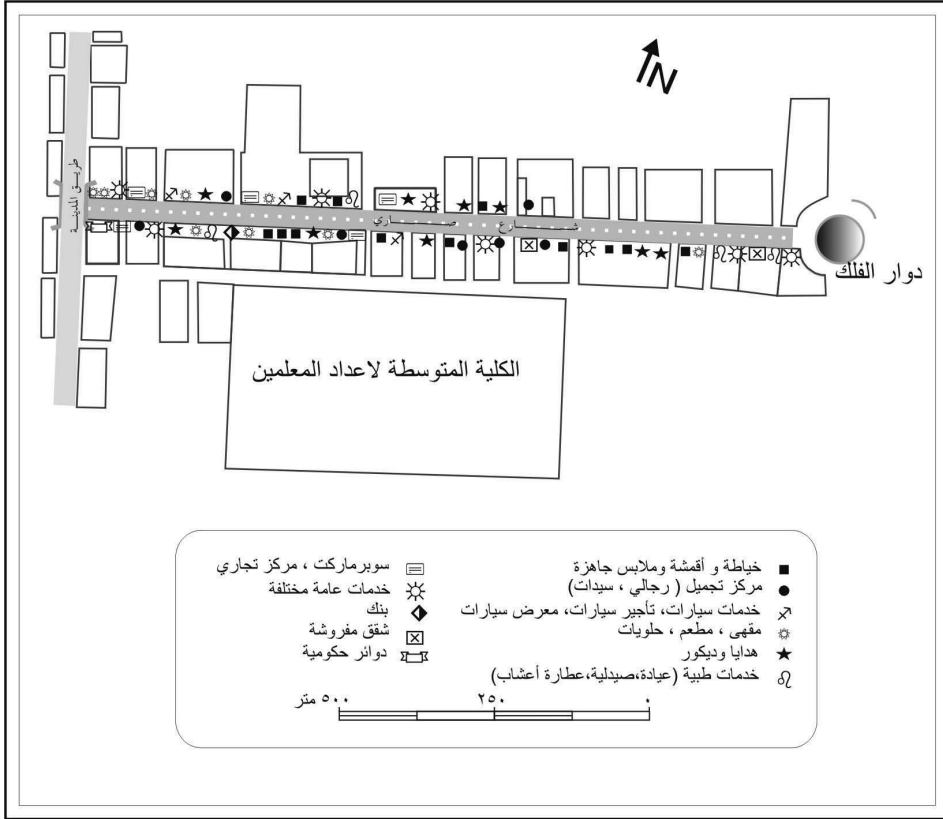 N
طريق المدينة
شارع صاري
دوار الفلك
الكلية المتوسطة لاعداد المعلمين
خياطة و أقمشة وملابس جاهزة
مركز تجميل ( رجالي ، سيدات)
خدمات سيارات، تأجير سيارات، معرض سيارات
مقهى ، مطعم ، حلويات
هدايا وديكور
خدمات طبية (عيادة،صيدلية،عطارة أعشاب)
سوبرماركت ، مركز تجاري
خدمات عامة مختلفة
بنك
شقق مفروشة
دوائر حكومية
٠ ٢٥٠ ٥٠٠ متر